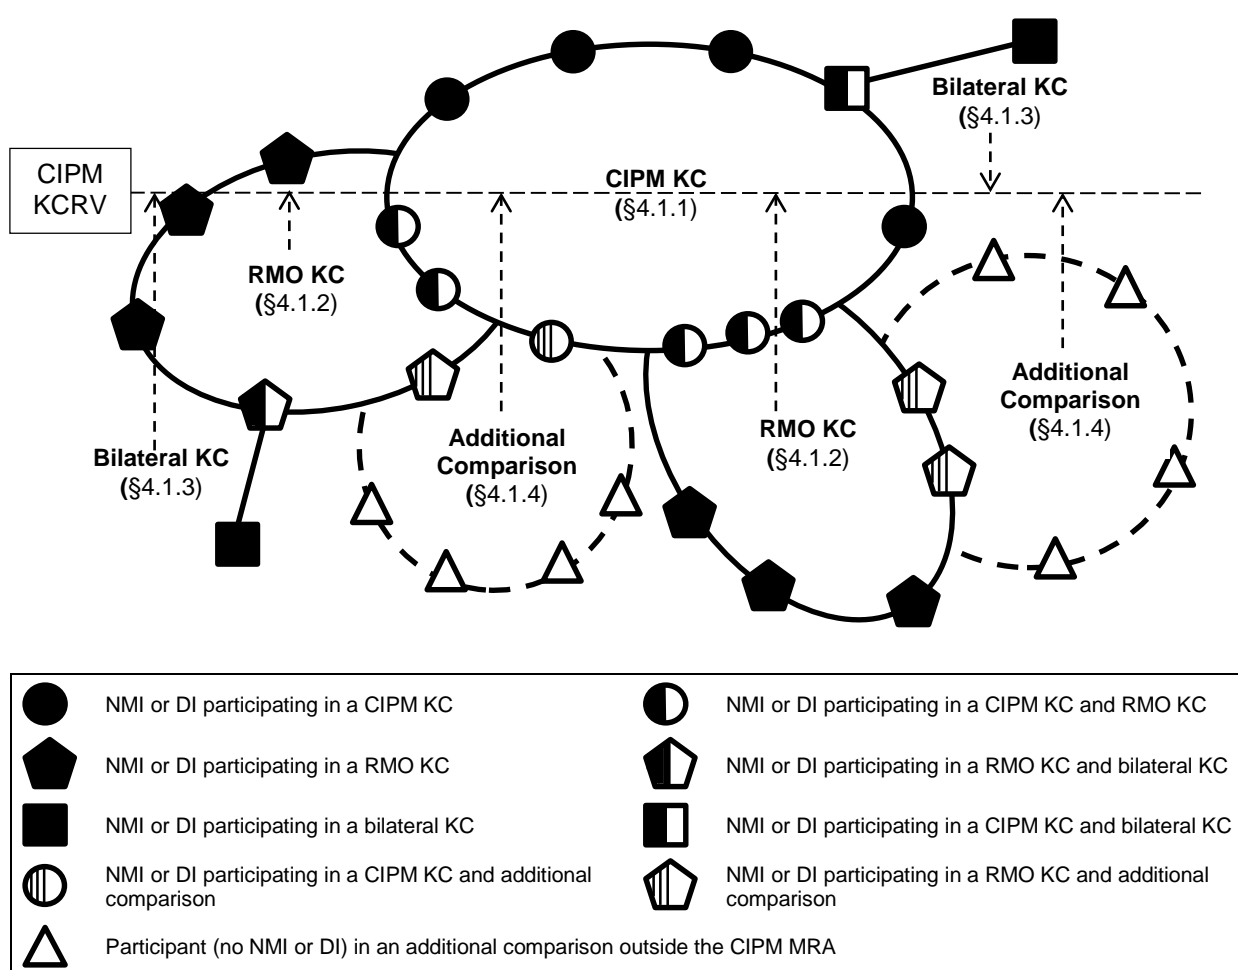 Bilateral KC
(§4.1.3)
CIPM
KCRV
CIPM KC
(§4.1.1)
RMO KC
(§4.1.2)
Additional
Comparison
(§4.1.4)
Additional
Comparison
(§4.1.4)
RMO KC
(§4.1.2)
Bilateral KC
(§4.1.3)
NMI or DI participating in a CIPM KC
NMI or DI participating in a CIPM KC and RMO KC
NMI or DI participating in a RMO KC
NMI or DI participating in a RMO KC and bilateral KC
NMI or DI participating in a bilateral KC
NMI or DI participating in a CIPM KC and bilateral KC
NMI or DI participating in a CIPM KC and additional
comparison
NMI or DI participating in a RMO KC and additional
comparison
Participant (no NMI or DI) in an additional comparison outside the CIPM MRA